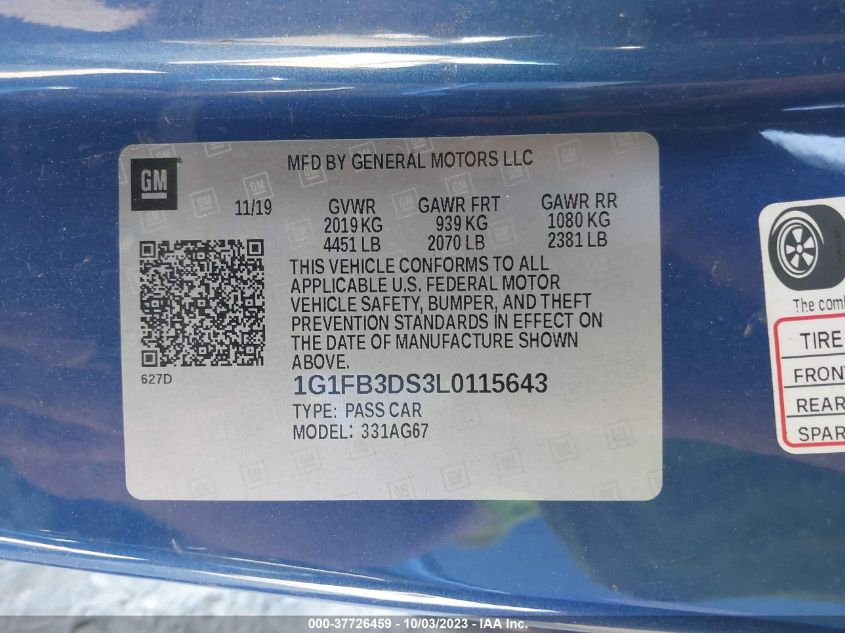 GM
MFD BY GENERAL MOTORS LLC
11/19 GVWR GAWR FRT GAWR RR
2019 KG 939 KG 1080 KG
4451 LB 2070 LB 2381 LB
THIS VEHICLE CONFORMS TO ALL
APPLICABLE U.S. FEDERAL MOTOR
VEHICLE SAFETY, BUMPER, AND THEFT
PREVENTION STANDARDS IN EFFECT ON
THE DATE OF MANUFACTURE SHOWN
ABOVE.
627D
1G1FB3DS3L0115643
TYPE: PASS CAR
MODEL: 331AG67
The com
TIRE
FRON
REAR
SPAR
000-37726459 - 10/03/2023 - IAA Inc.